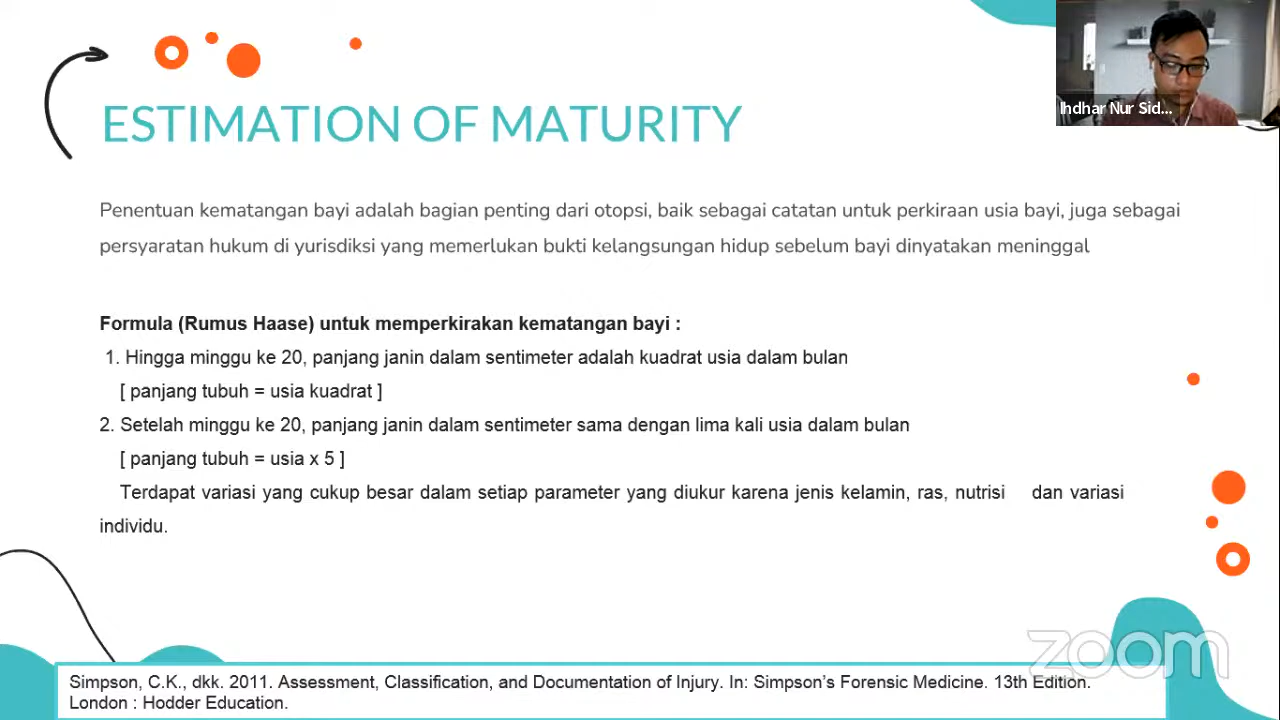 ESTIMATION OF MATURITY
Ihdhar Nur Sid...
Penentuan kematangan bayi adalah bagian penting dari otopsi, baik sebagai catatan untuk perkiraan usia bayi, juga sebagai
persyaratan hukum di yurisdiksi yang memerlukan bukti kelangsungan hidup sebelum bayi dinyatakan meninggal
Formula (Rumus Haase) untuk memperkirakan kematangan bayi :
1. Hingga minggu ke 20, panjang janin dalam sentimeter adalah kuadrat usia dalam bulan
[ panjang tubuh = usia kuadrat ]
2. Setelah minggu ke 20, panjang janin dalam sentimeter sama dengan lima kali usia dalam bulan
[ panjang tubuh = usia x 5 ]
Terdapat variasi yang cukup besar dalam setiap parameter yang diukur karena jenis kelamin, ras, nutrisi dan variasi
individu.
zoom
Simpson, C.K., dkk. 2011. Assessment, Classification, and Documentation of Injury. In: Simpson's Forensic Medicine. 13th Edition.
London : Hodder Education.